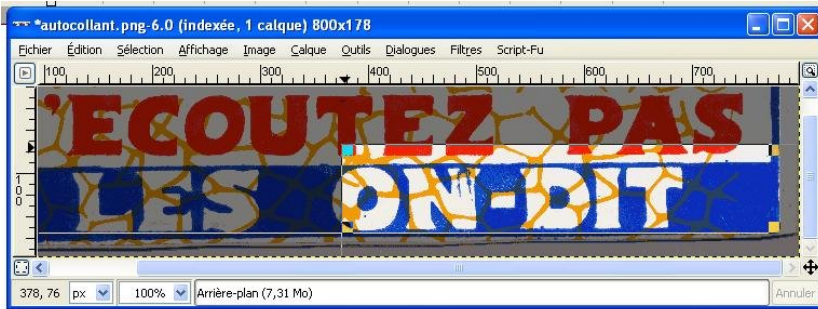 *autocollant.png-6.0 (indexée, 1 calque) 800x178
Fichier Édition Sélection Affichage Image Calque Outils Dialogues Filtres Script-Fu
100 200 300 400 500 600 700
100
'ECOUTEZ PAS
LES ON-DIT
378, 76 px 100% Arrière-plan (7,31 Mo) Annuler